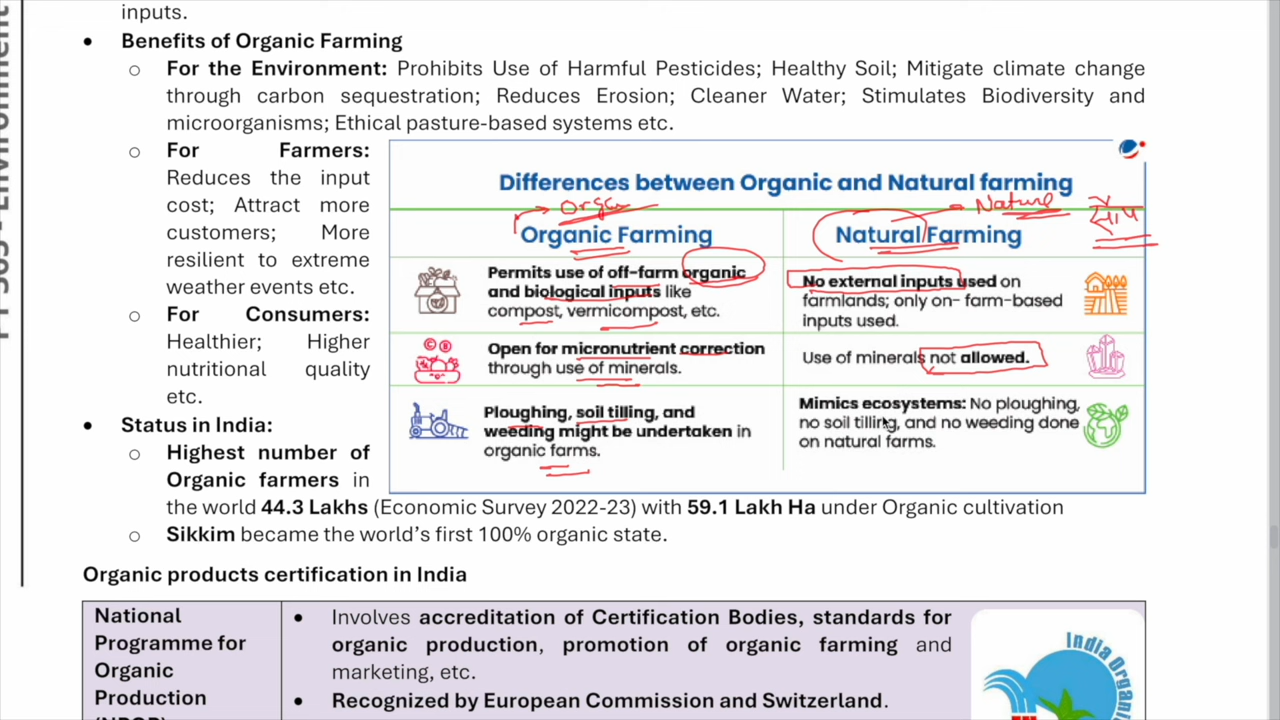 inputs.
• Benefits of Organic Farming
o For the Environment: Prohibits Use of Harmful Pesticides; Healthy Soil; Mitigate climate change
through carbon sequestration; Reduces Erosion; Cleaner Water; Stimulates Biodiversity and
microorganisms; Ethical pasture-based systems etc.
o For Farmers:
Reduces the input
cost; Attract more
customers; More
resilient to extreme
weather events etc.
o For Consumers:
Healthier; Higher
nutritional quality
etc.
Differences between Organic and Natural farming
Orga
Nature
Organic Farming
Natural Farming
Permits use of off-farm organic
and biological inputs like
compost, vermicompost, etc.
No external inputs used on
farmlands; only on- farm-based
inputs used.
Open for micronutrient correction
through use of minerals.
Use of minerals not allowed.
Ploughing, soil tilling, and
weeding might be undertaken in
organic farms.
Mimics ecosystems: No ploughing,
no soil tilling, and no weeding done
on natural farms.
• Status in India:
o Highest number of
Organic farmers in
the world 44.3 Lakhs (Economic Survey 2022-23) with 59.1 Lakh Ha under Organic cultivation
o Sikkim became the world's first 100% organic state.
Organic products certification in India
National
Programme for
Organic
Production
(NPOP)
• Involves accreditation of Certification Bodies, standards for
organic production, promotion of organic farming and
marketing, etc.
• Recognized by European Commission and Switzerland.
India Organi
Environment